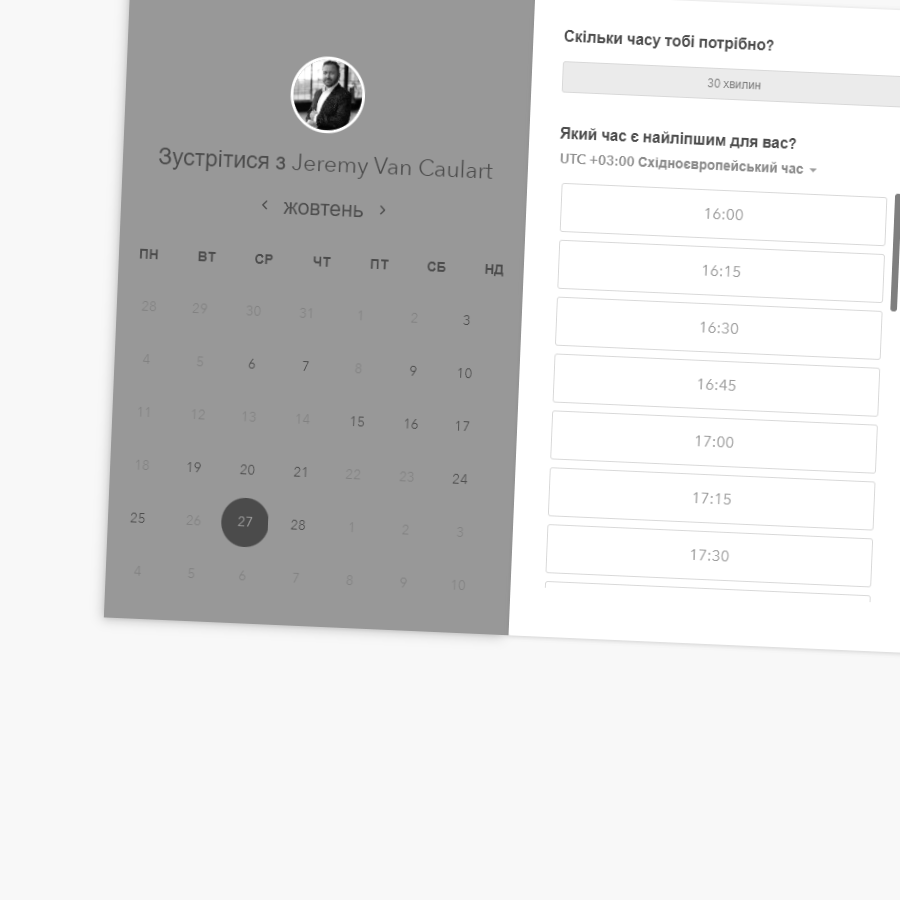 Зустрітися з Jeremy Van Caulart
жовтень
ПН ВТ СР ЧТ ПТ СБ НД
28 29 30 31 1 2 3
4 5 6 7 8 9 10
11 12 13 14 15 16 17
18 19 20 21 22 23 24
25 26 27 28 1 2 3
4 5 6 7 8 9 10
Скільки часу тобі потрібно?
30 хвилин
Який час є найліпшим для вас?
UTC +03:00 Східноєвропейський час
16:00
16:15
16:30
16:45
17:00
17:15
17:30